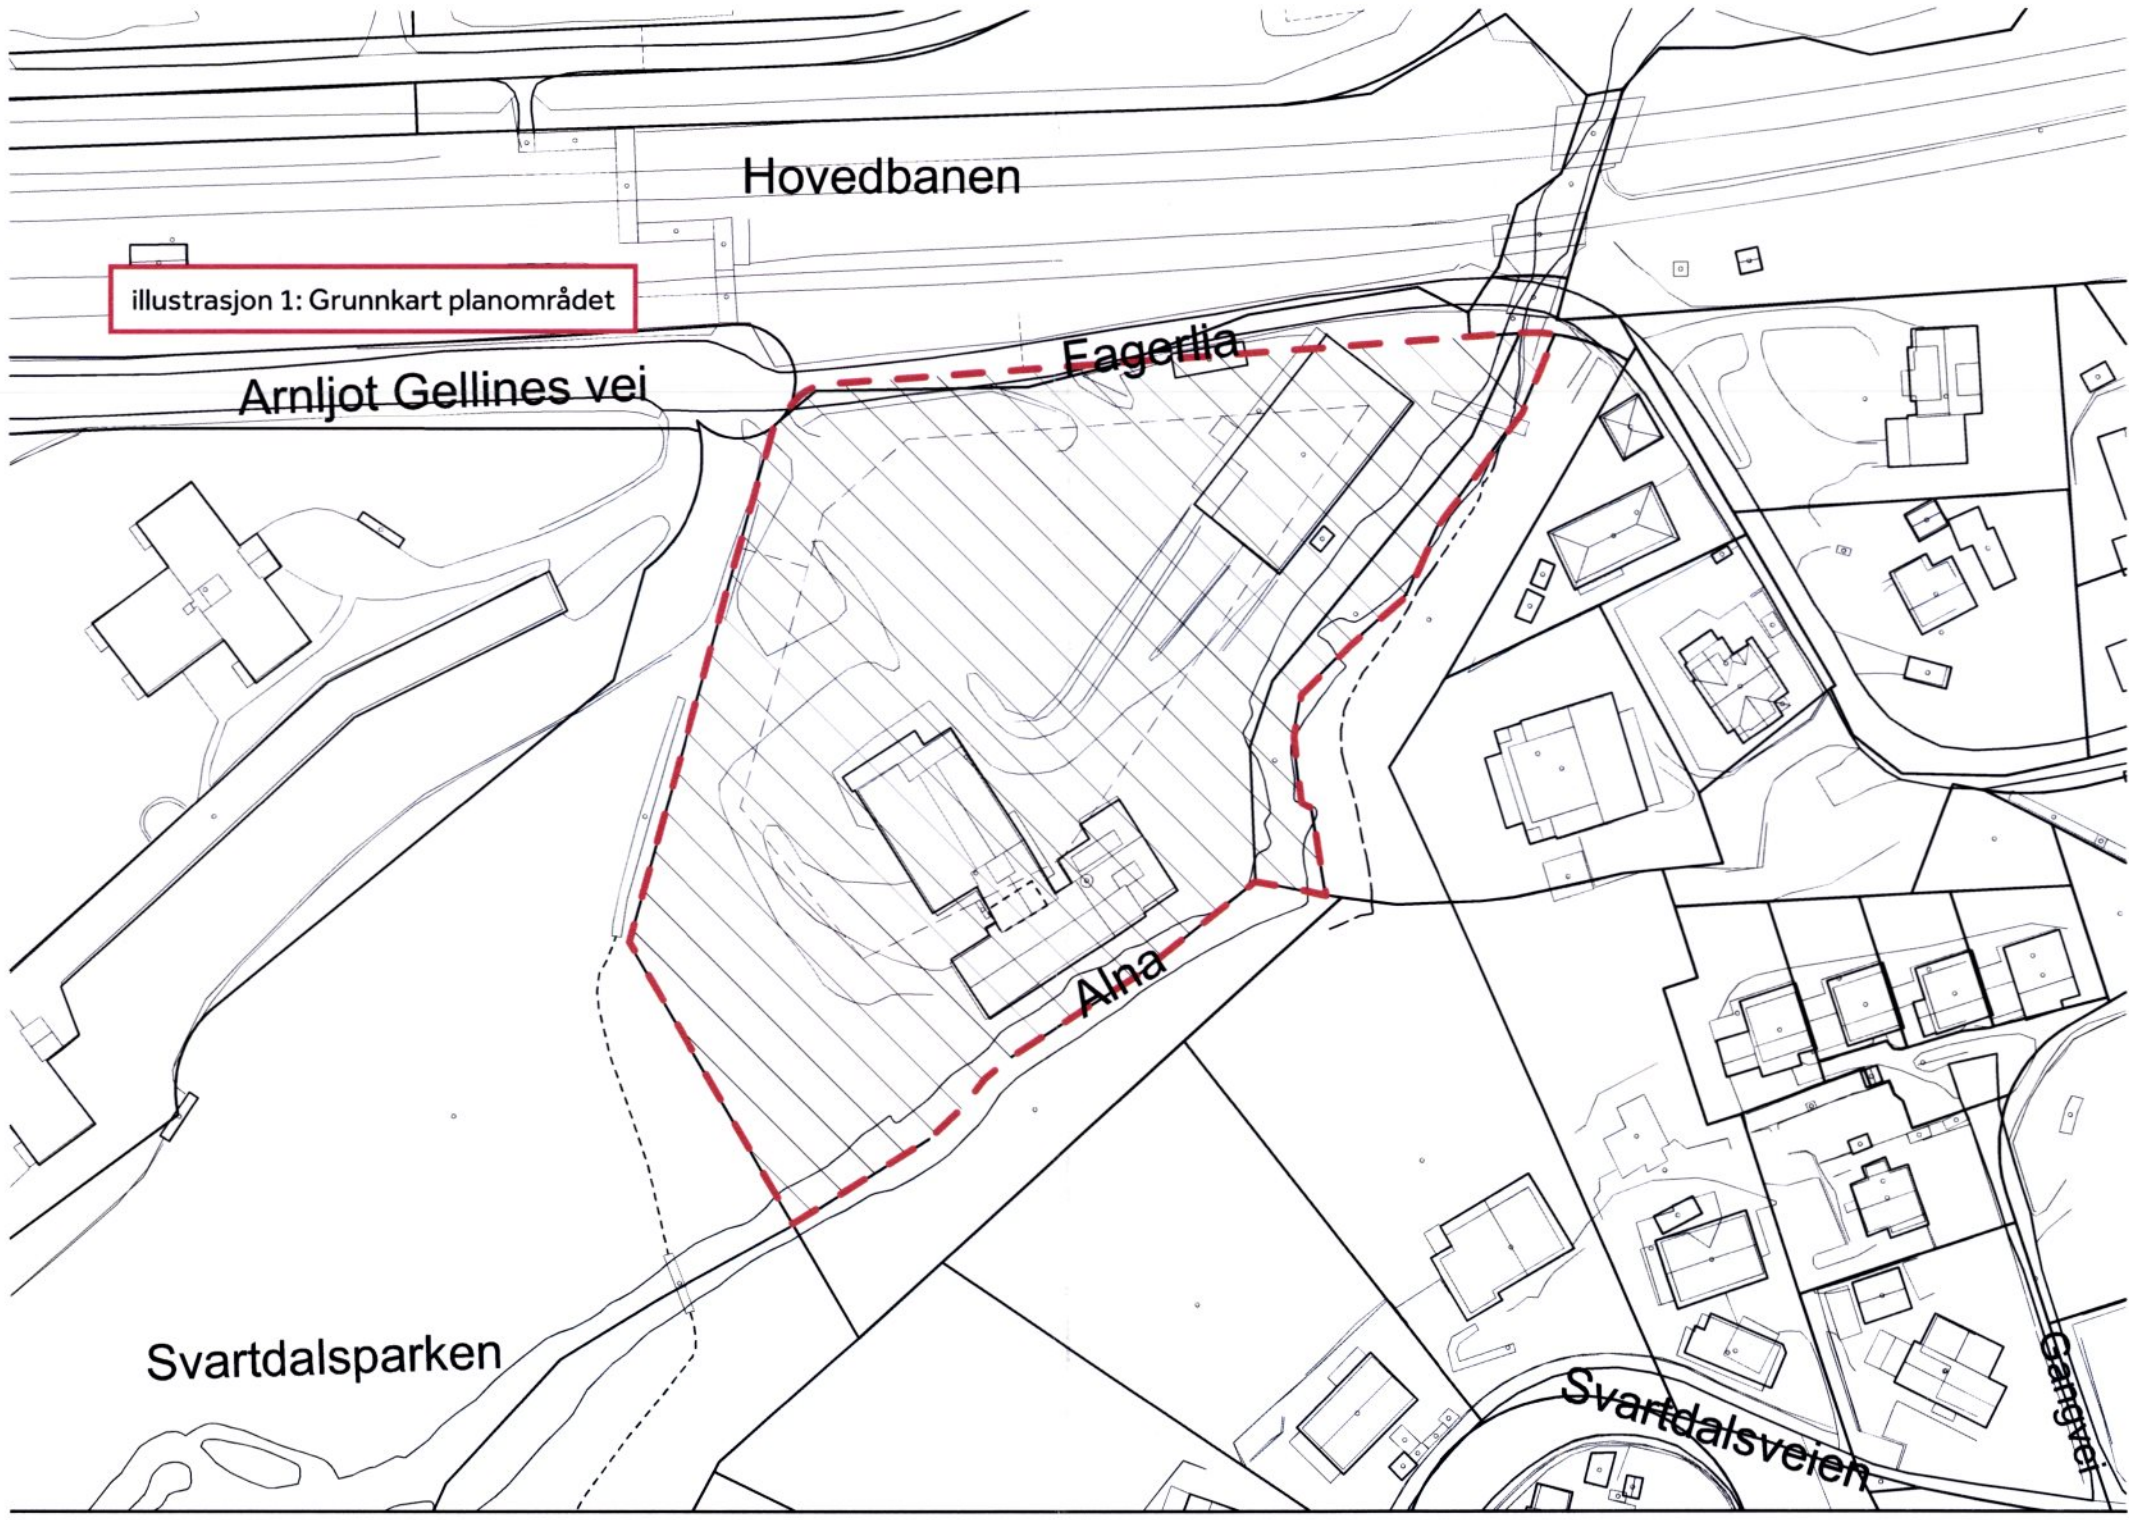 Hovedbanen
illustrasjon 1: Grunnkart planområdet
Fagerlia
Arnljot Gellines vei
Alna
Svartdalsparken
Svartdalsveien
Gangvei